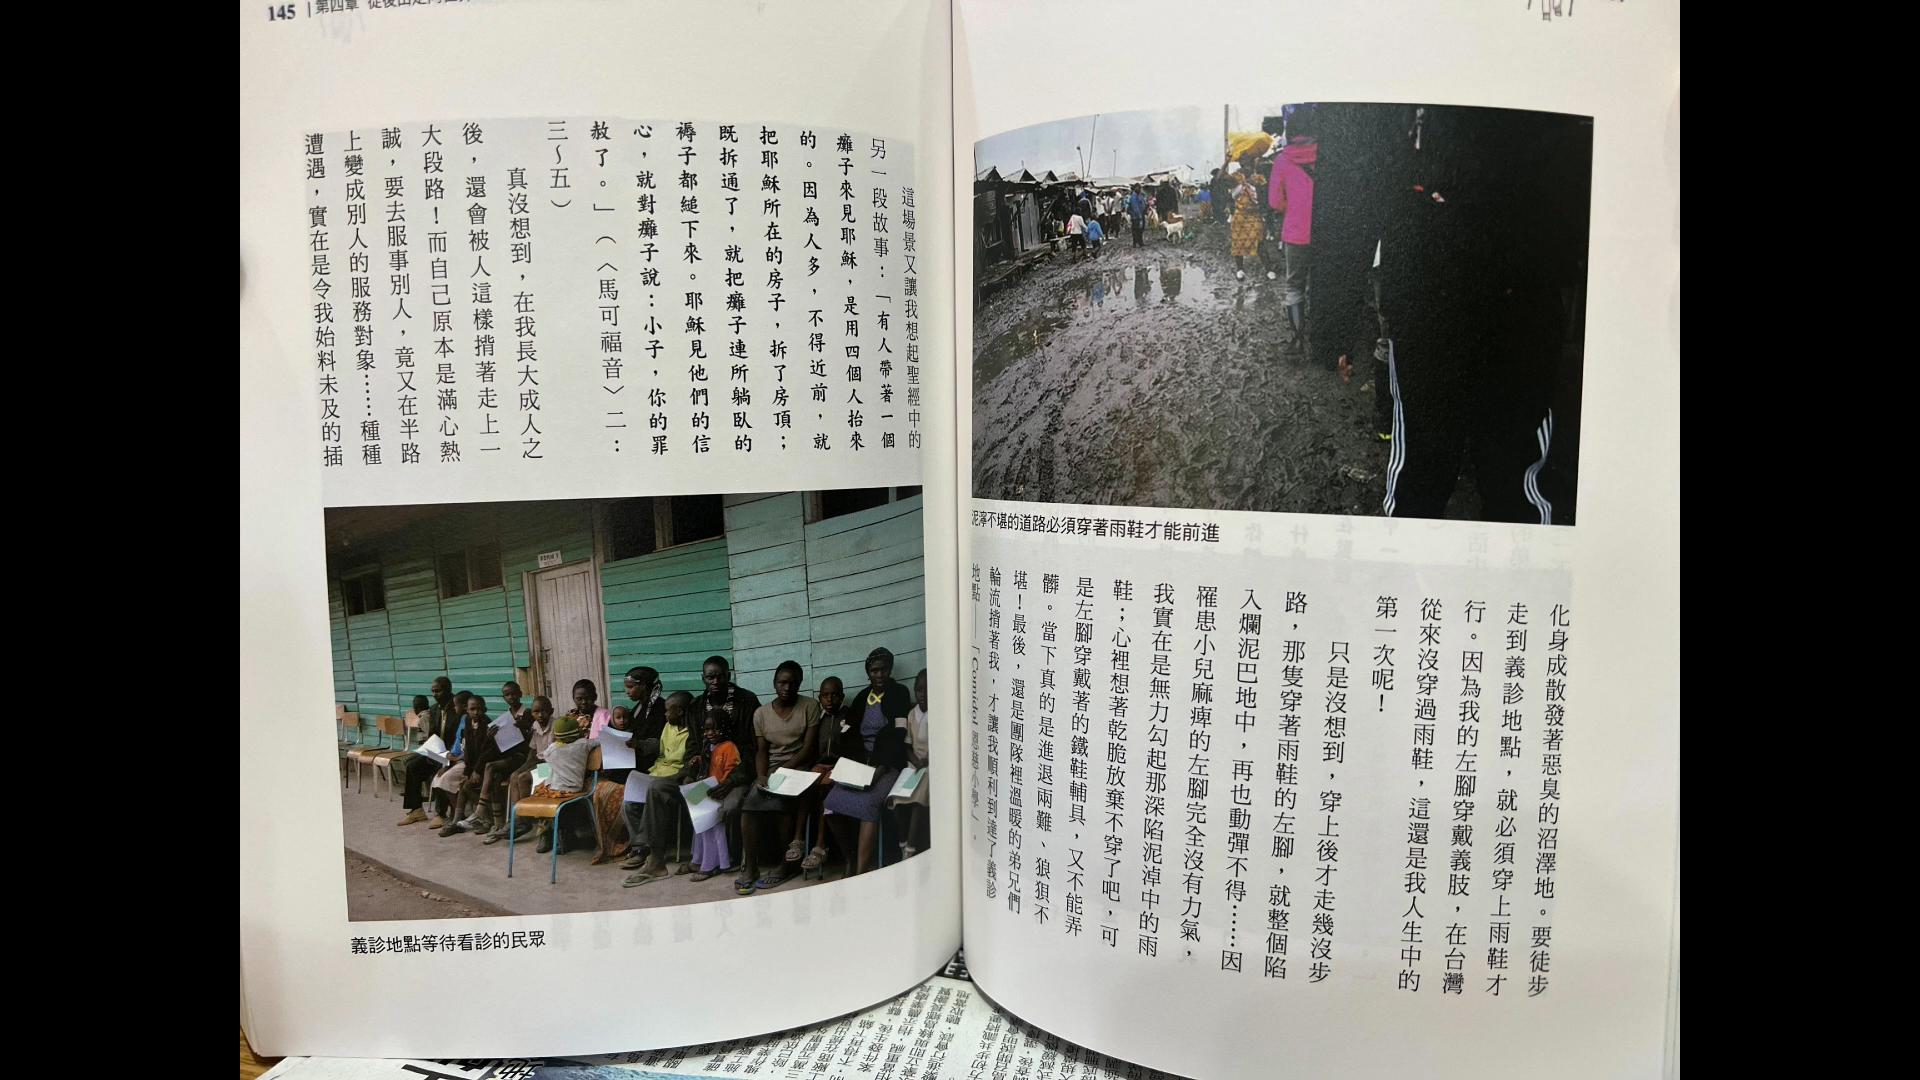 化身成散發著惡臭的沼澤地。要徒步
走到義診地點，就必須穿上雨鞋才
行。因為我的左腳穿戴義肢，在台灣
從來沒穿過雨鞋，這還是我人生中的
第一次呢！
只是沒想到，穿上後才走幾沒步
路，那隻穿著雨鞋的左腳，就整個陷
入爛泥巴地中，再也動彈不得……因
罹患小兒麻痺的左腳完全沒有力氣，
我實在是無力勾起那深陷泥淖中的雨
鞋；心裡想著乾脆放棄不穿了吧，可
是左腳穿戴著的鐵鞋輔具，又不能弄
髒。當下真的是進退兩難、狼狽不
堪！最後，還是團隊裡溫暖的弟兄們
輪流揹著我，才讓我順利到達了義診
地點——「Comidol 恩慈小學」。
泥濘不堪的道路必須穿著雨鞋才能前進
145
這場景又讓我想起聖經中的
另一段故事：「有人帶著一個
癱子來見耶穌，是用四個人抬來
的。因為人多，不得近前，就
把耶穌所在的房子，拆了房頂；
既拆通了，就把癱子連所躺臥的
褥子都縋下來。耶穌見他們的信
心，就對癱子說：小子，你的罪
赦了。」（〈馬可福音〉二：
三～五）
真沒想到，在我長大成人之
後，還會被人這樣揹著走上一
大段路！而自己原本是滿心熱
誠，要去服事別人，竟又在半路
上變成別人的服務對象……種種
遭遇，實在是令我始料未及的插
義診地點等待看診的民眾